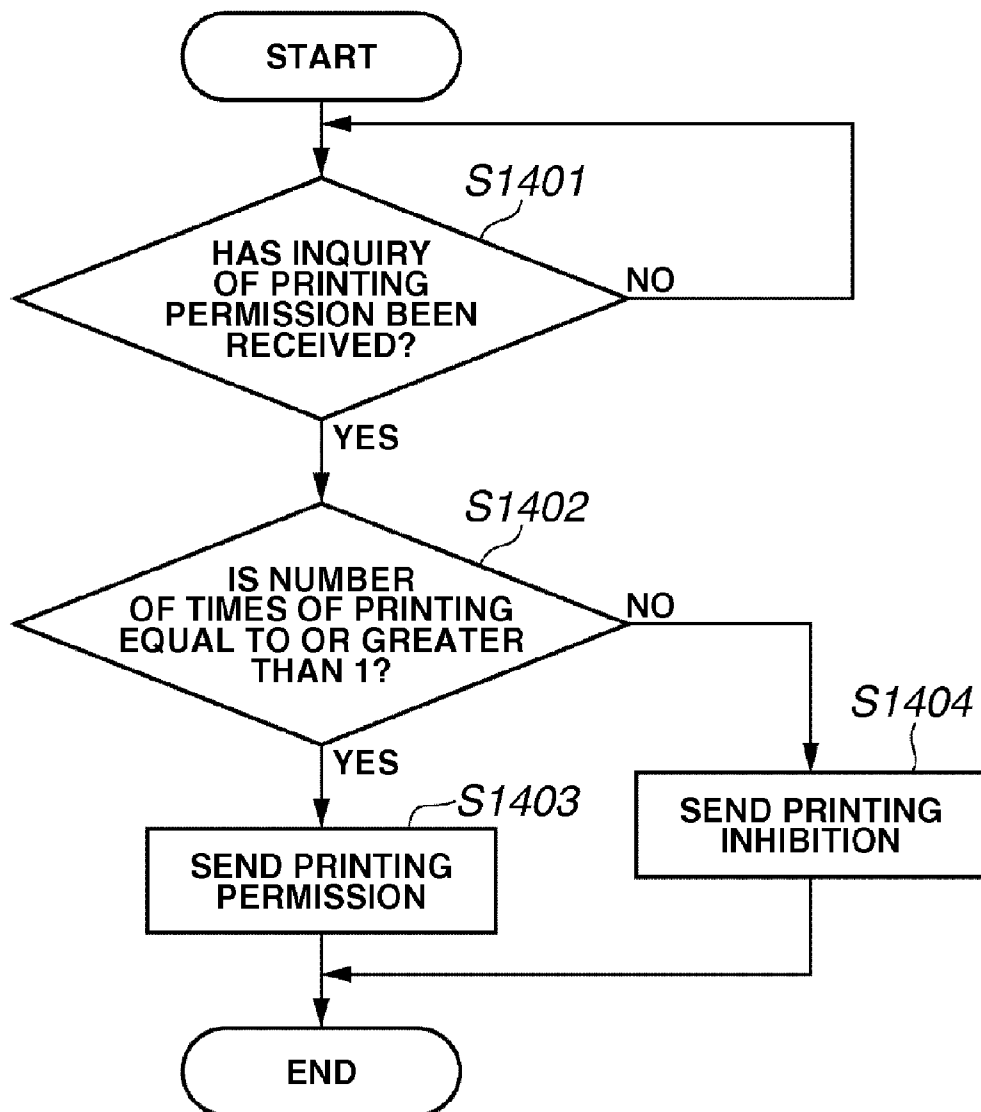 START
S1401
HAS INQUIRY
OF PRINTING
PERMISSION BEEN
RECEIVED?
NO
YES
S1402
IS NUMBER
OF TIMES OF PRINTING
EQUAL TO OR GREATER
THAN 1?
NO
YES
S1404
SEND PRINTING
INHIBITION
S1403
SEND PRINTING
PERMISSION
END